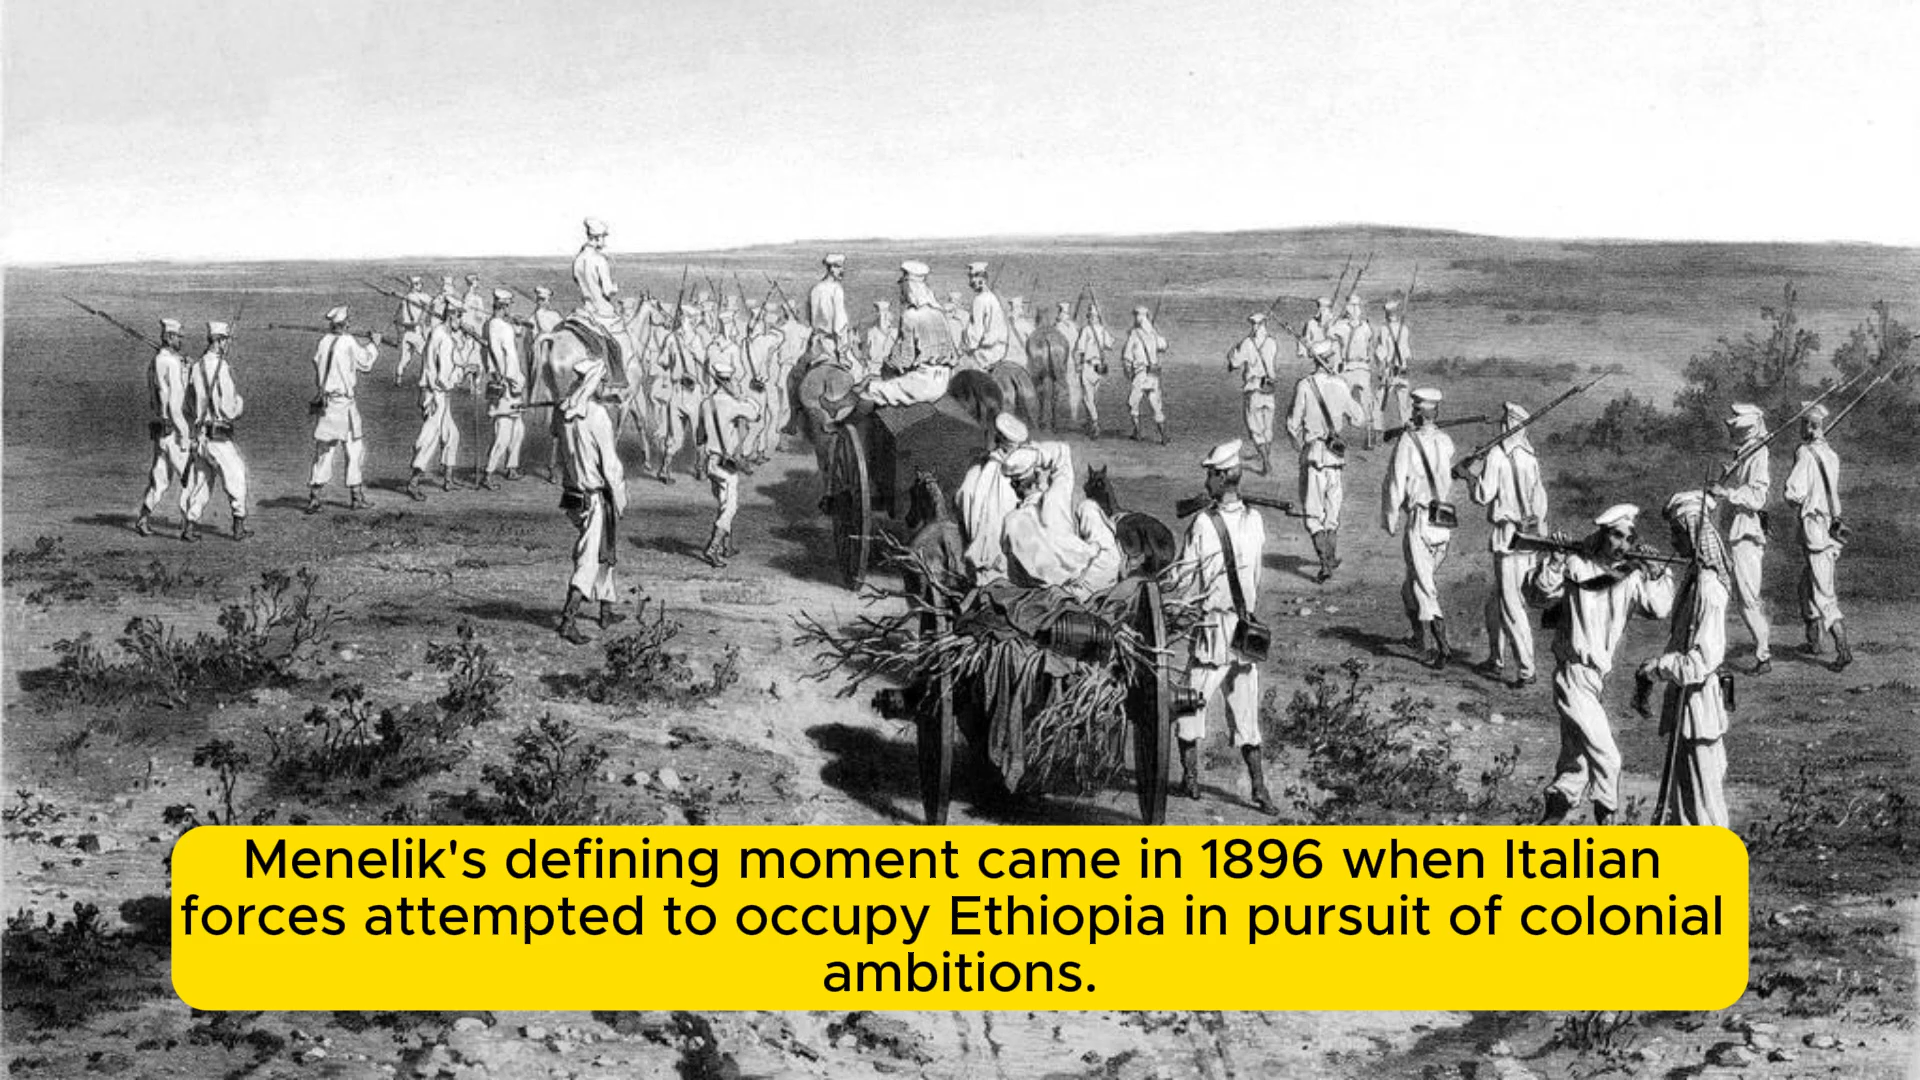 Menelik's defining moment came in 1896 when Italian
forces attempted to occupy Ethiopia in pursuit of colonial
ambitions.